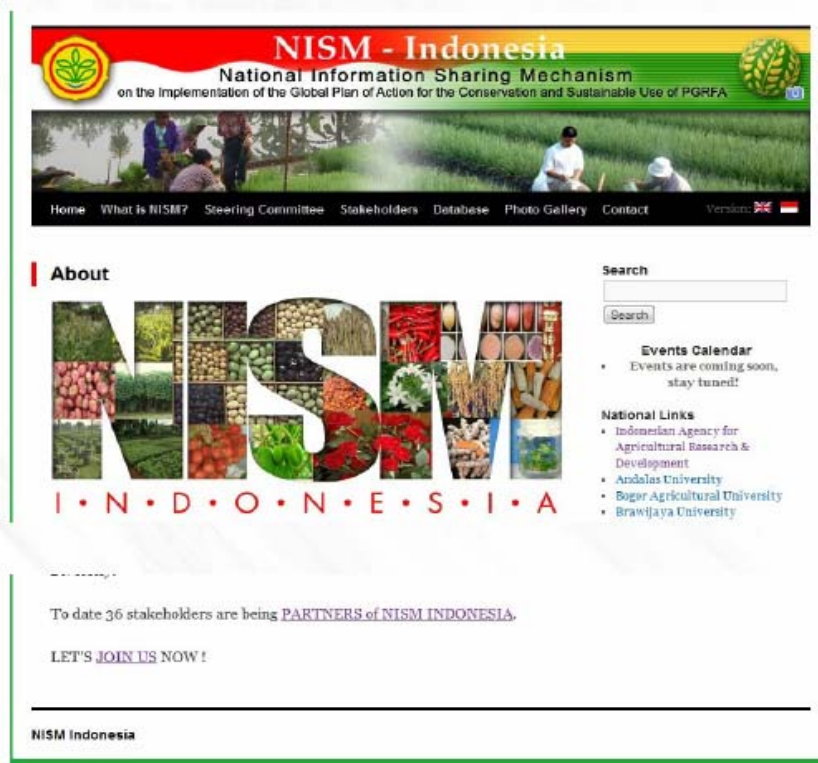 NISM - Indonesia
National Information Sharing Mechanism
on the Implementation of the Global Plan of Action for the Conservation and Sustainable Use of PGRFA
Home What is NISM? Steering Committee Stakeholders Database Photo Gallery Contact Version:
About
NISM
I·N·D·O·N·E·S·I·A
Search
Search
Events Calendar
Events are coming soon,
stay tuned!
National Links
Indonesian Agency for
Agricultural Research &
Development
Andalas University
Bogor Agricultural University
Brawijaya University
To date 36 stakeholders are being PARTNERS of NISM INDONESIA.
LET'S JOIN US NOW !
NISM Indonesia